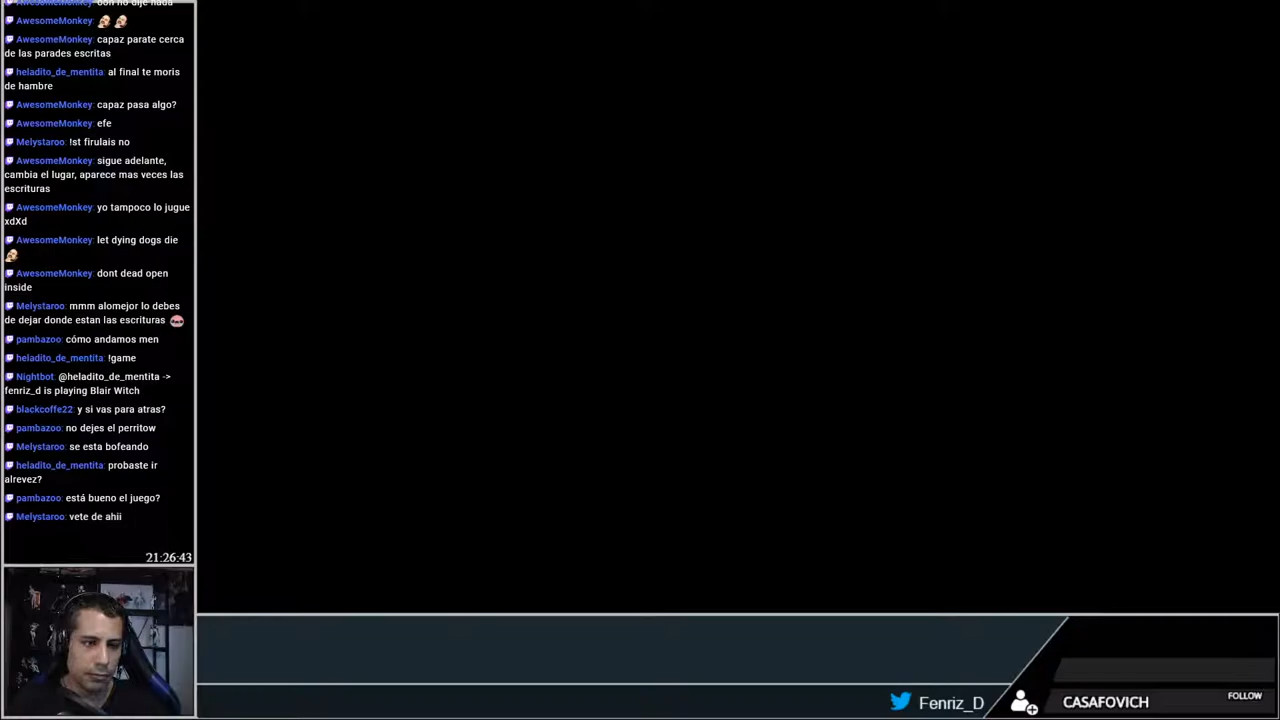 AwesomeMonkey:
AwesomeMonkey: capaz parate cerca
de las parades escritas
heladito_de_mentita: al final te moris
de hambre
AwesomeMonkey: capaz pasa algo?
AwesomeMonkey: efe
Melystaroo: !st firulais no
AwesomeMonkey: sigue adelante,
cambia el lugar, aparece mas veces las
escrituras
AwesomeMonkey: yo tampoco lo jugue
xdXd
AwesomeMonkey: let dying dogs die
AwesomeMonkey: dont dead open
inside
Melystaroo: mmm alomejor lo debes
de dejar donde estan las escrituras
pambazoo: cómo andamos men
heladito_de_mentita: !game
Nightbot: @heladito_de_mentita ->
fenriz_d is playing Blair Witch
blackcoffe22: y si vas para atras?
pambazoo: no dejes el perritow
Melystaroo: se esta bofeando
heladito_de_mentita: probaste ir
alrevez?
pambazoo: está bueno el juego?
Melystaroo: vete de ahii
21:26:43
Fenriz_D
CASAFOVICH
FOLLOW